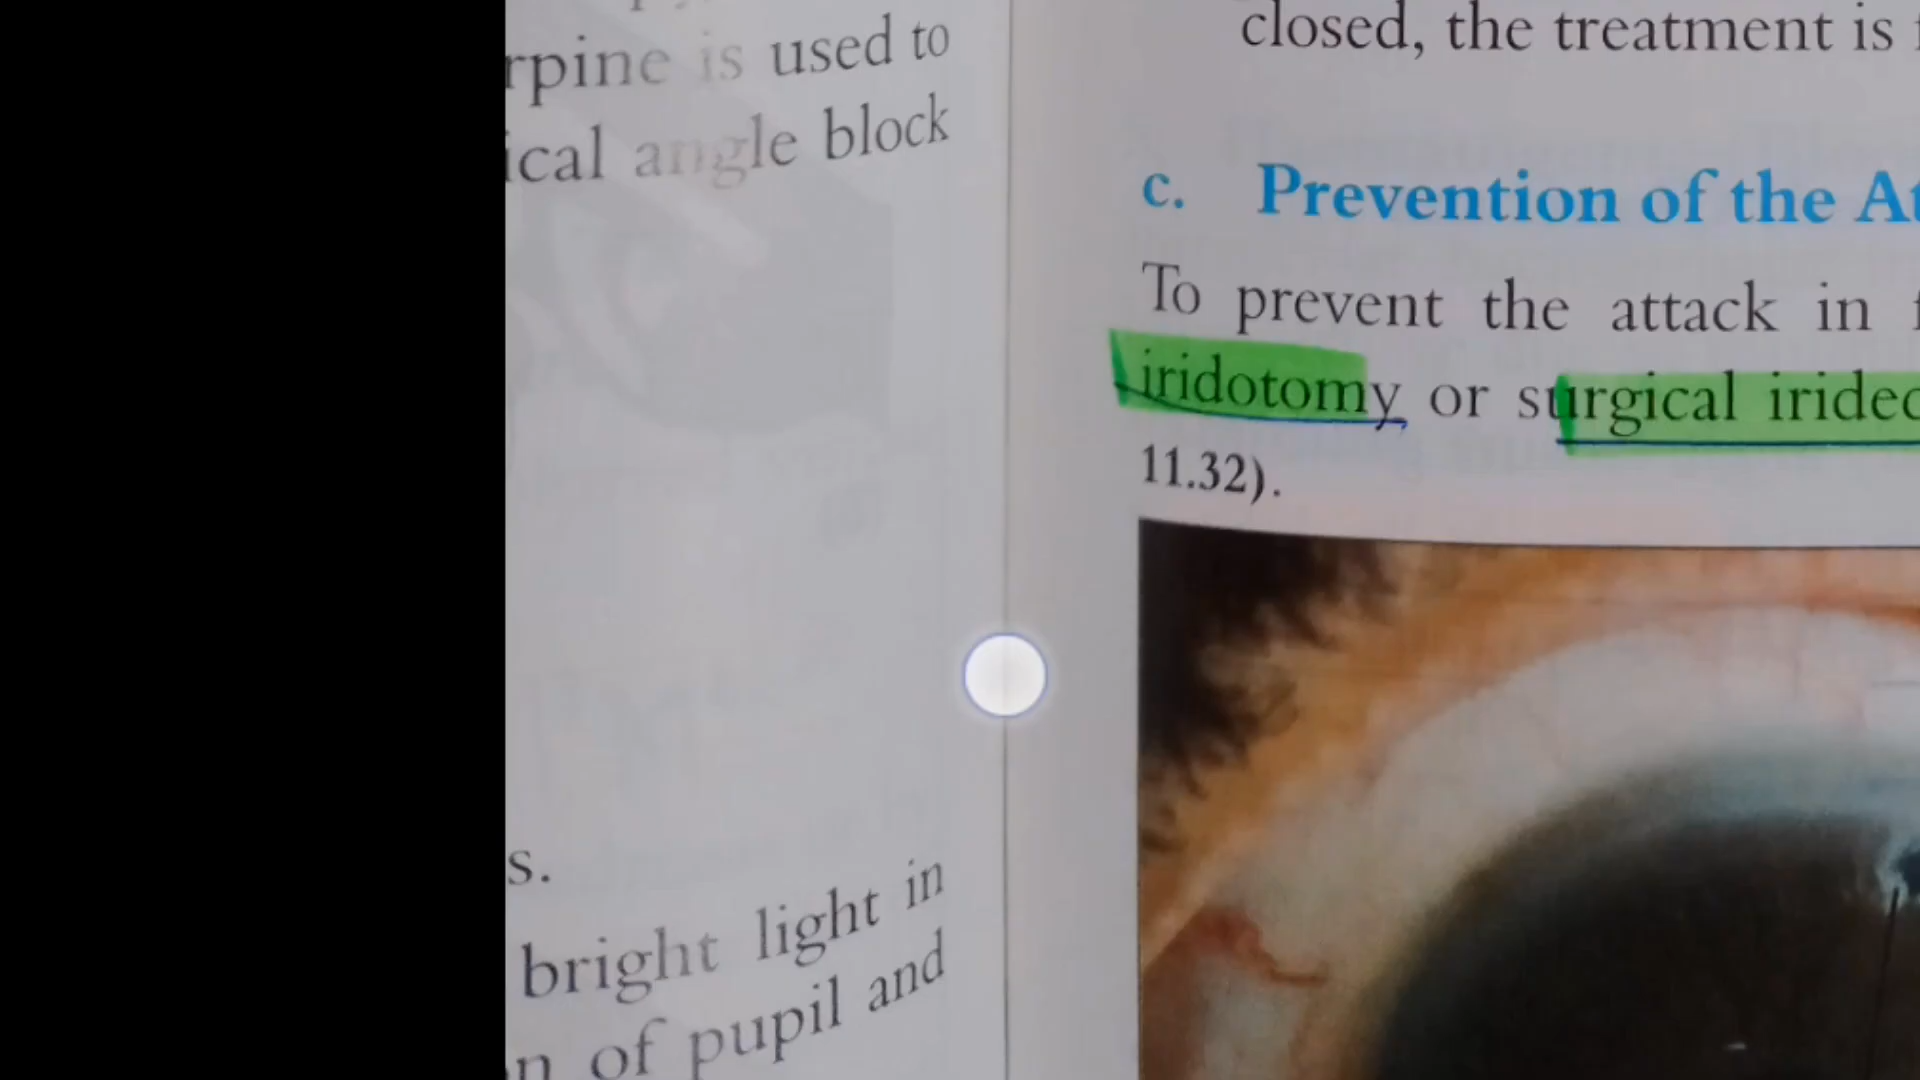 rpine is used to
ical angle block
s.
bright light in
n of pupil and
closed, the treatment is
c. Prevention of the At
To prevent the attack in f
iridotomy or surgical iridec
11.32).